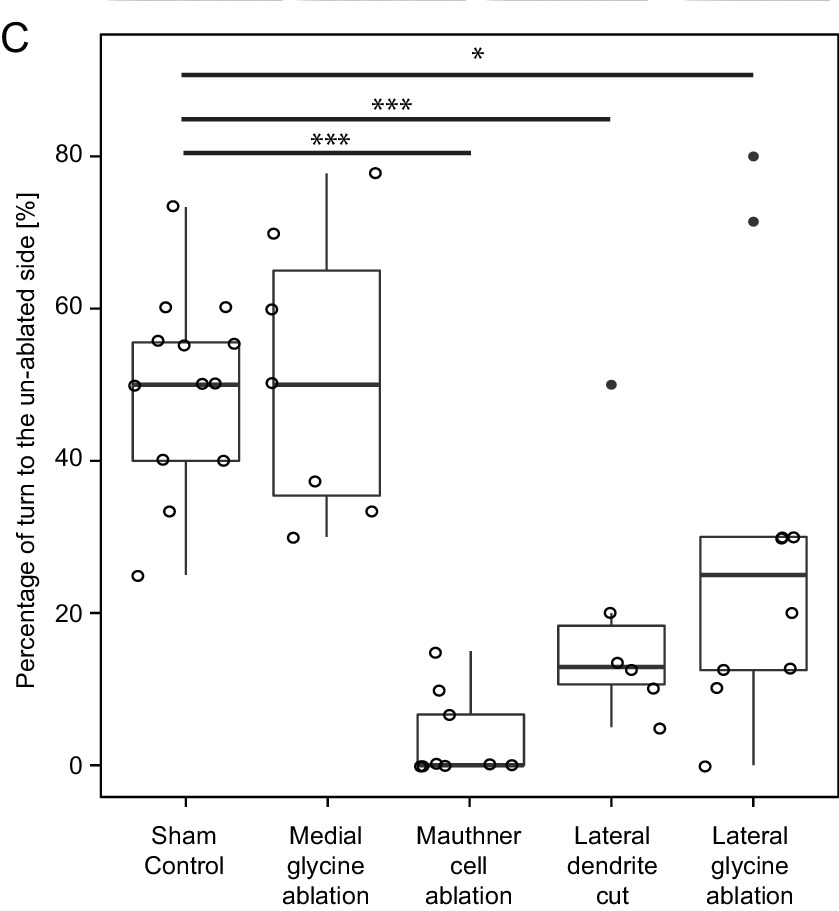 C
*
***
***
Percentage of turn to the un-ablated side [%]
80
60
40
20
0
Sham
Control
Medial
glycine
ablation
Mauthner
cell
ablation
Lateral
dendrite
cut
Lateral
glycine
ablation